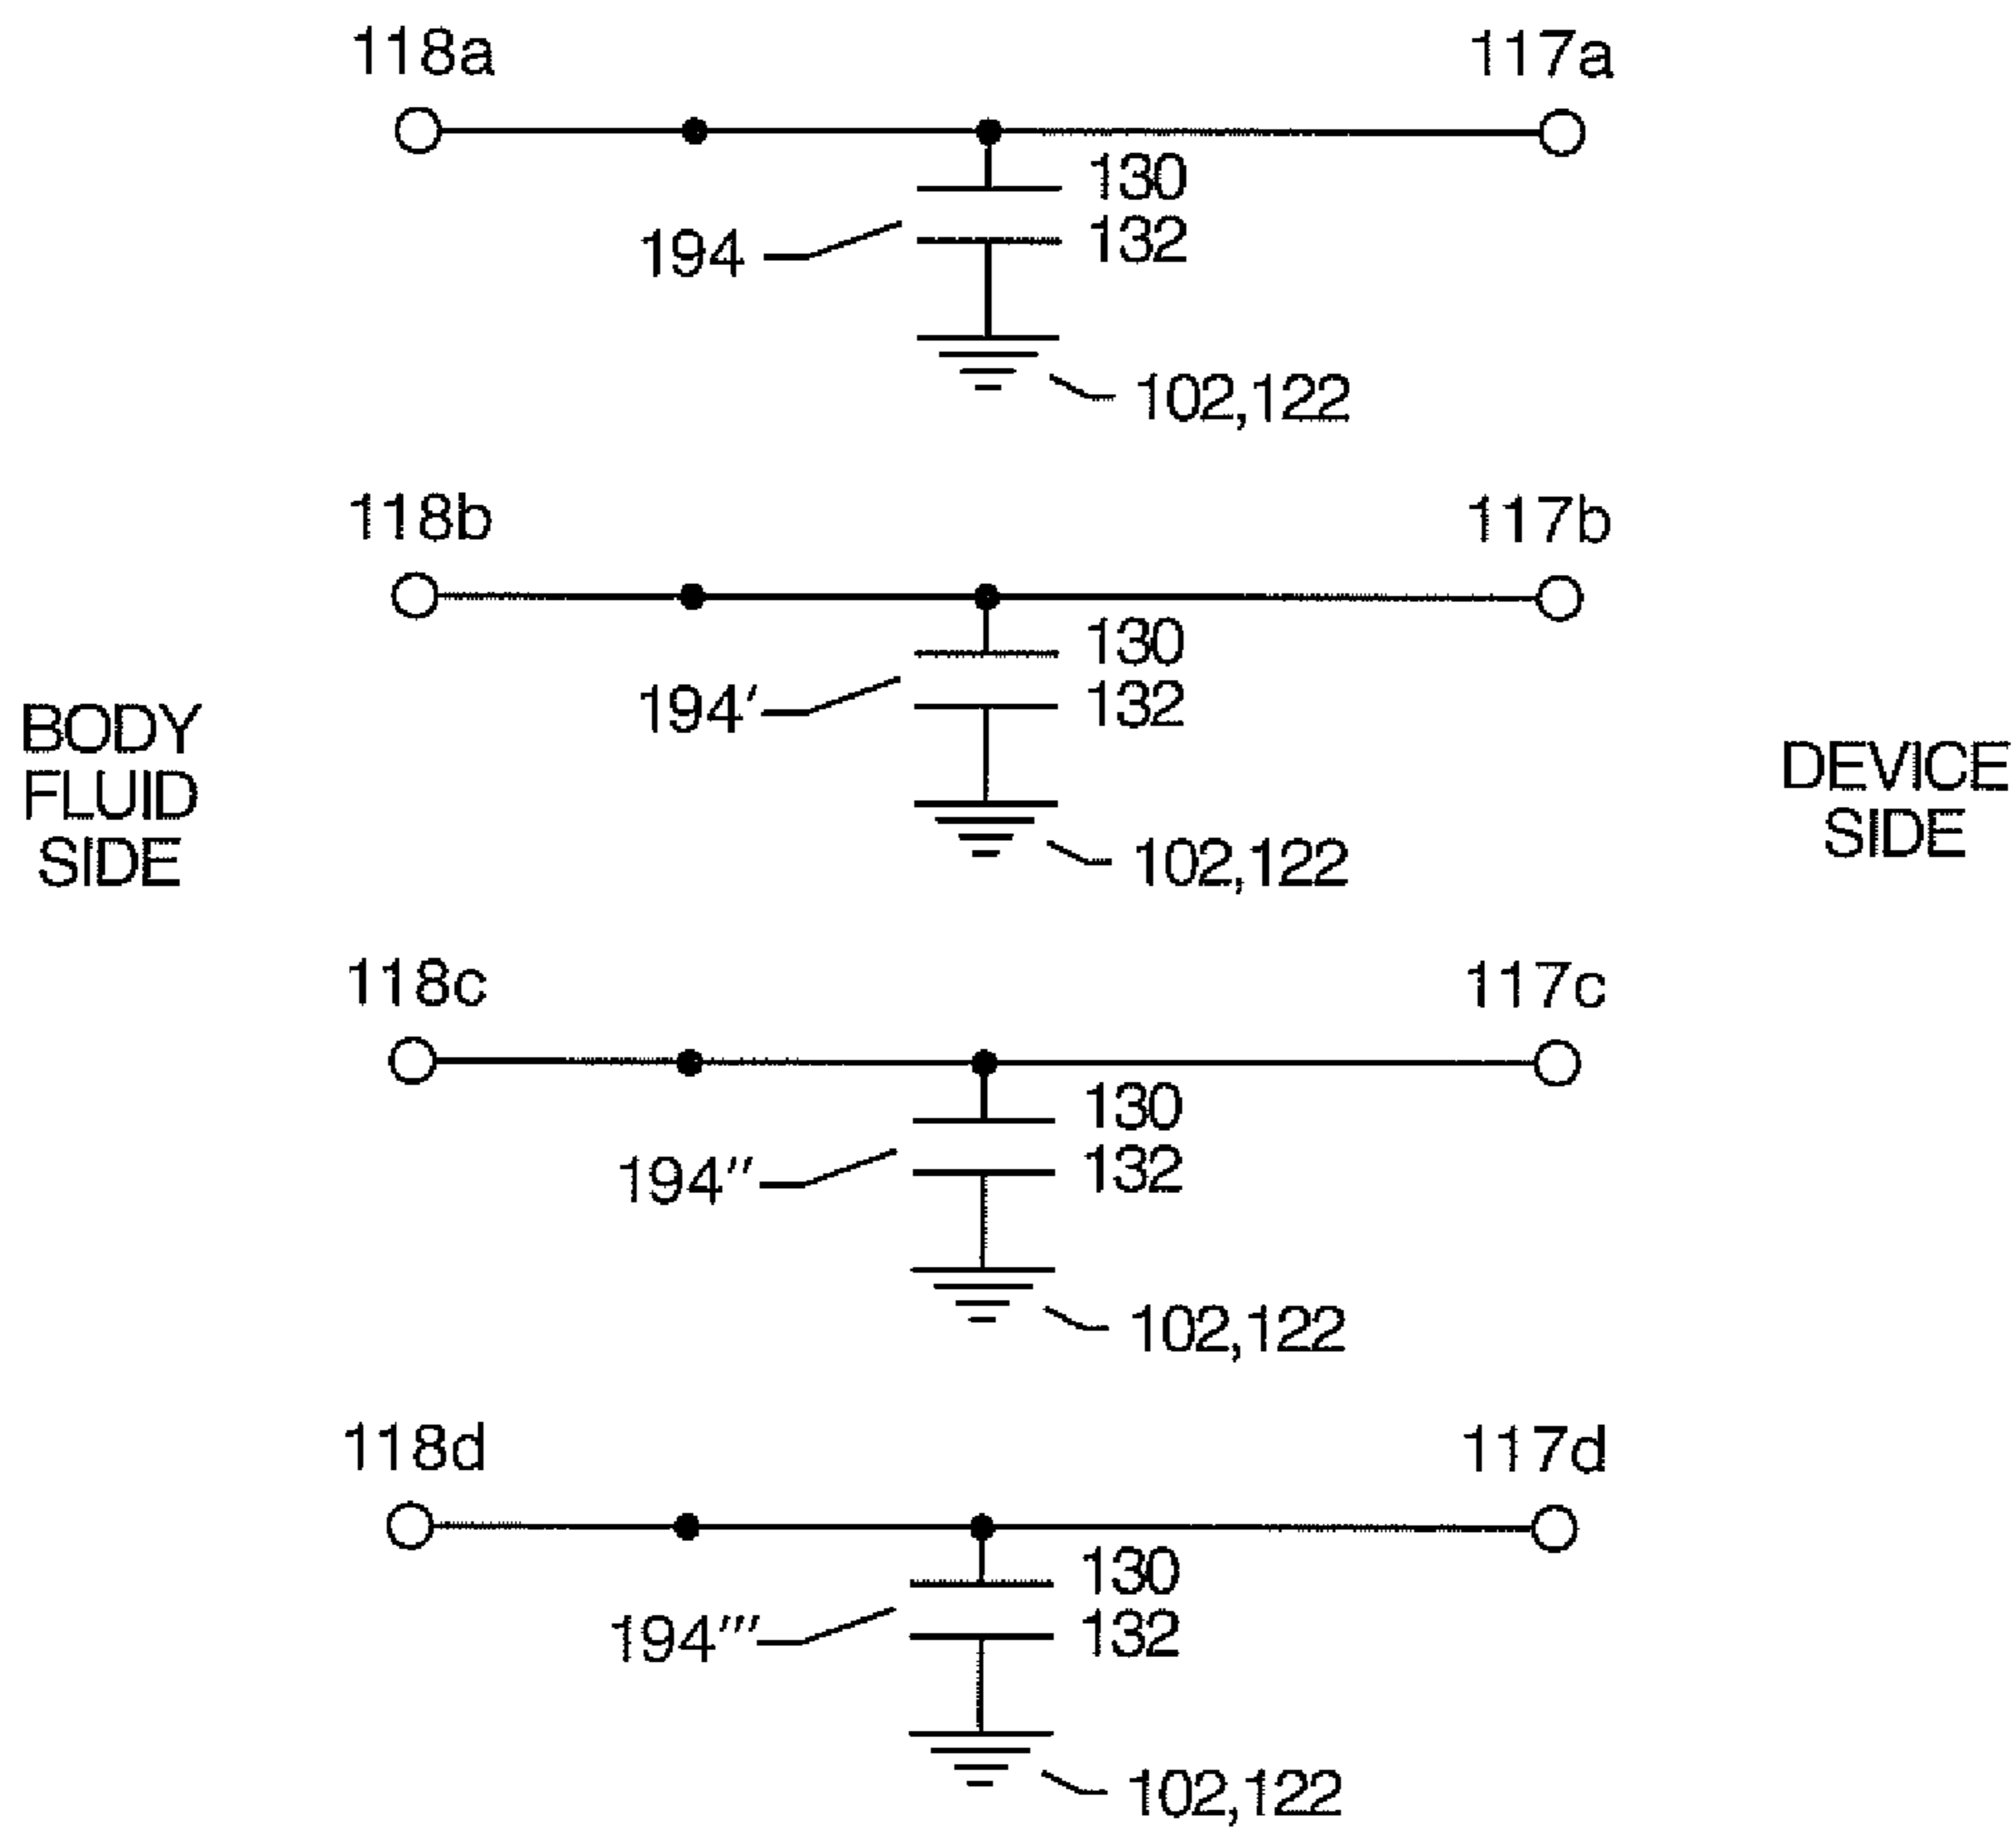 118a
117a
130
132
194
102,122
118b
117b
130
132
194′
102,122
BODY
FLUID
SIDE
DEVICE
SIDE
118c
117c
130
132
194″
102,122
118d
117d
130
132
194‴
102,122